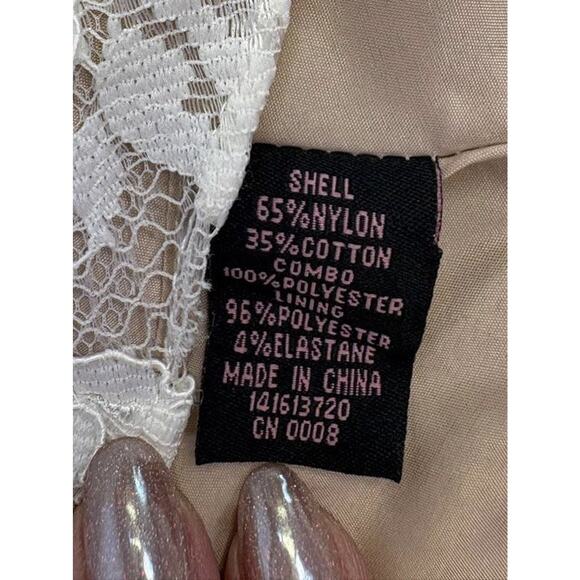 SHELL
65%NYLON
35%COTTON
COMBO
100%POLYESTER
LINING
96%POLYESTER
4%ELASTANE
MADE IN CHINA
141613720
CN 0008